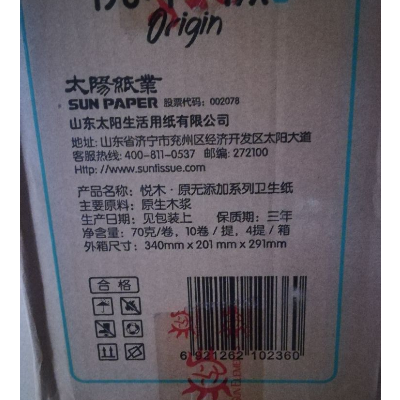 Origin
太陽紙業
SUN PAPER 股票代码：002078
山东太阳生活用纸有限公司
地址：山东省济宁市兖州区经济开发区太阳大道
客服热线：400-811-0537 邮编：272100
Http://www.suntissue.com
产品名称：悦木·原无添加系列卫生纸
主要原料：原生木浆
生产日期：见包装上 保质期：三年
净含量：70克/卷，10卷/提，4提/箱
外箱尺寸：340mm x 201 mm x 291mm
合格
6 921262 102360